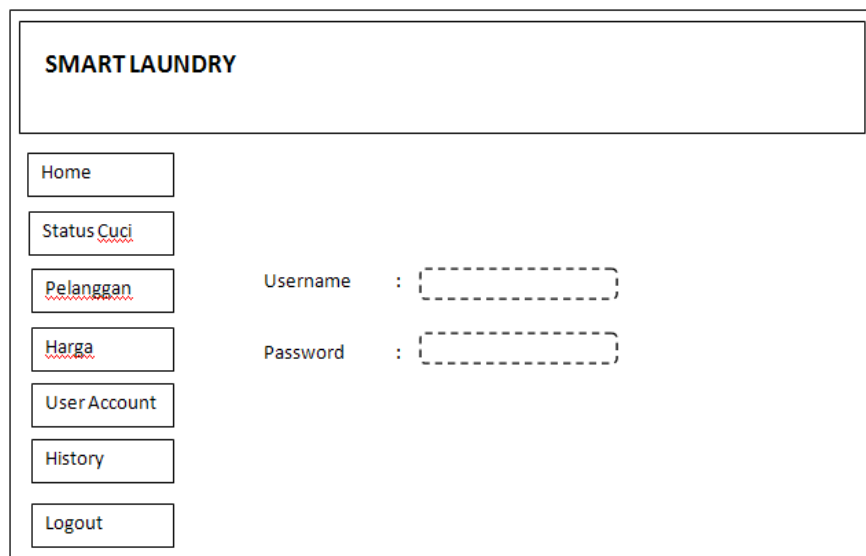 SMART LAUNDRY
Home
Status Cuci
Pelanggan
Harga
User Account
History
Logout
Username :
Password :